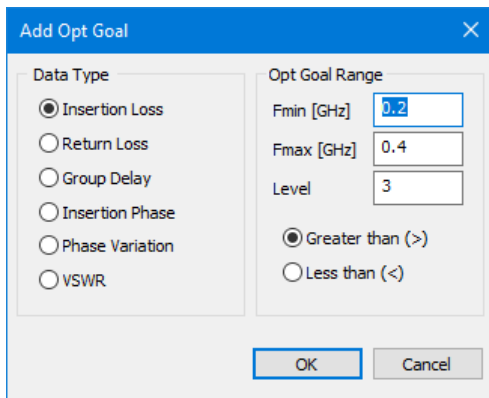 Add Opt Goal
Data Type
Insertion Loss
Return Loss
Group Delay
Insertion Phase
Phase Variation
VSWR
Opt Goal Range
Fmin [GHz] 0.2
Fmax [GHz] 0.4
Level 3
Greater than (>)
Less than (<)
OK Cancel